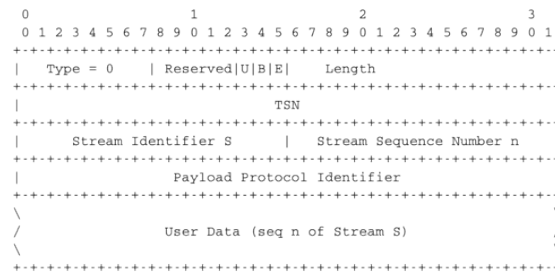 0 1 2 3
0 1 2 3 4 5 6 7 8 9 0 1 2 3 4 5 6 7 8 9 0 1 2 3 4 5 6 7 8 9 0 1
+-+-+-+-+-+-+-+-+-+-+-+-+-+-+-+-+-+-+-+-+-+-+-+-+-+-+-+-+-+-+-+-
| Type = 0 | Reserved|U|B|E| Length
+-+-+-+-+-+-+-+-+-+-+-+-+-+-+-+-+-+-+-+-+-+-+-+-+-+-+-+-+-+-+-+-
| TSN
+-+-+-+-+-+-+-+-+-+-+-+-+-+-+-+-+-+-+-+-+-+-+-+-+-+-+-+-+-+-+-+-
| Stream Identifier S | Stream Sequence Number n
+-+-+-+-+-+-+-+-+-+-+-+-+-+-+-+-+-+-+-+-+-+-+-+-+-+-+-+-+-+-+-+-
| Payload Protocol Identifier
+-+-+-+-+-+-+-+-+-+-+-+-+-+-+-+-+-+-+-+-+-+-+-+-+-+-+-+-+-+-+-+-
\ \
/ User Data (seq n of Stream S) /
\ \
+-+-+-+-+-+-+-+-+-+-+-+-+-+-+-+-+-+-+-+-+-+-+-+-+-+-+-+-+-+-+-+-